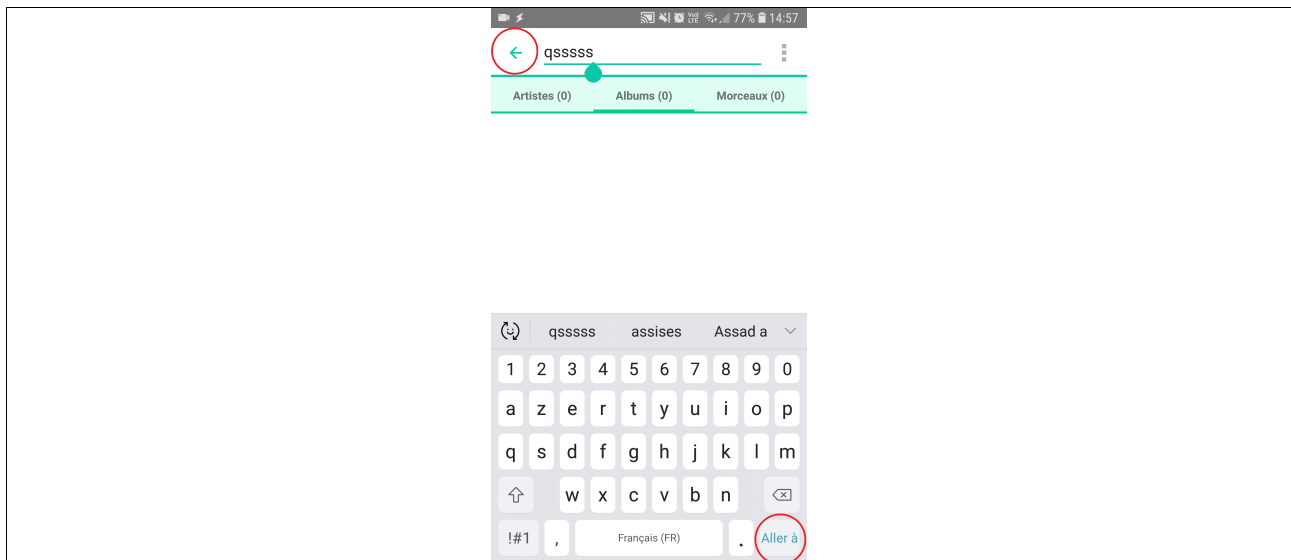 77% 14:57
qsssss
Artistes (0) Albums (0) Morceaux (0)
qsssss assises Assad a
1 2 3 4 5 6 7 8 9 0
a z e r t y u i o p
q s d f g h j k l m
w x c v b n
!#1 , Français (FR) . Aller à